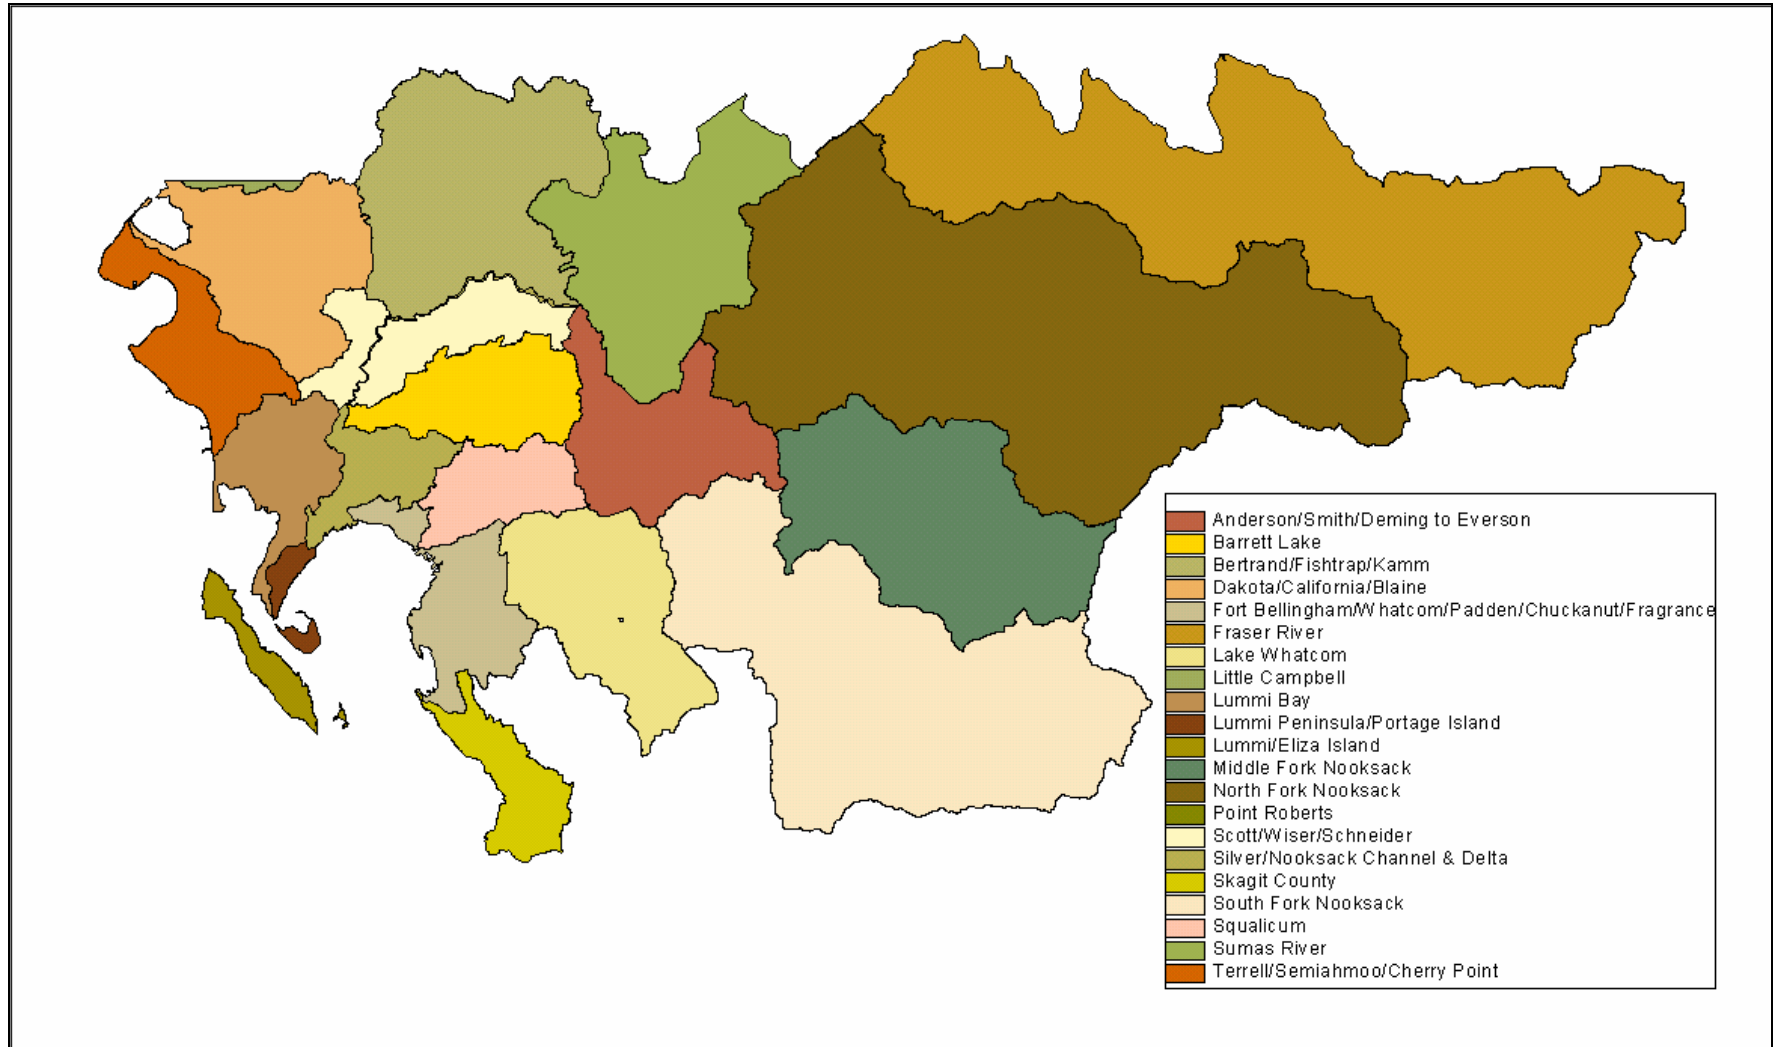 Anderson/Smith/Deming to Everson
Barrett Lake
Bertrand/Fishtrap/Kamm
Dakota/California/Blaine
Fort Bellingham/Whatcom/Padden/Chuckanut/Fragrance
Fraser River
Lake Whatcom
Little Campbell
Lummi Bay
Lummi Peninsula/Portage Island
Lummi/Eliza Island
Middle Fork Nooksack
North Fork Nooksack
Point Roberts
Scott/Wiser/Schneider
Silver/Nooksack Channel & Delta
Skagit County
South Fork Nooksack
Squalicum
Sumas River
Terrell/Semiahmoo/Cherry Point